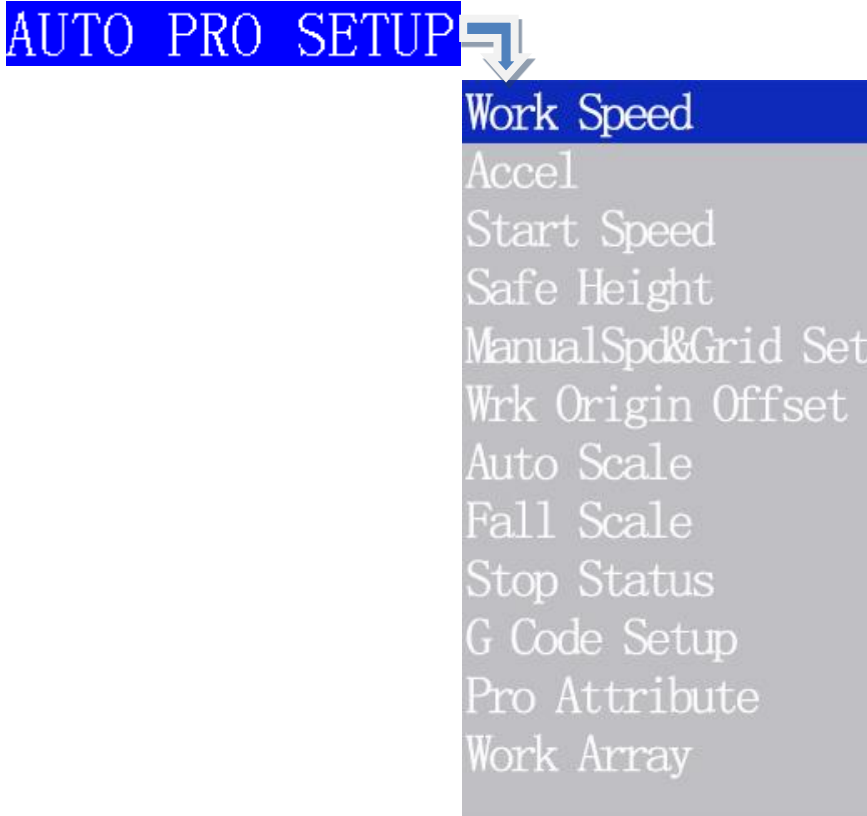 AUTO PRO SETUP
Work Speed
Accel
Start Speed
Safe Height
ManualSpd&Grid Set
Wrk Origin Offset
Auto Scale
Fall Scale
Stop Status
G Code Setup
Pro Attribute
Work Array